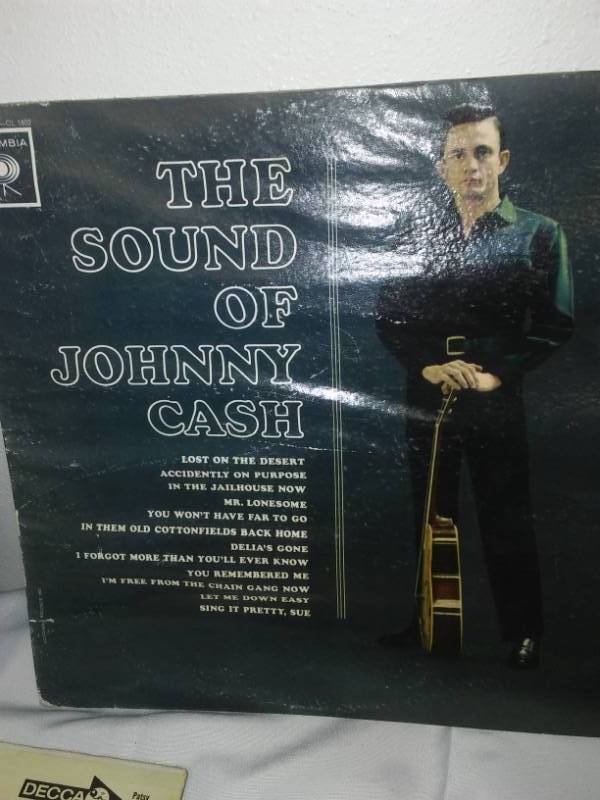 CL 1802
MBIA
THE
SOUND
OF
JOHNNY
CASH
LOST ON THE DESERT
ACCIDENTLY ON PURPOSE
IN THE JAILHOUSE NOW
MR. LONESOME
YOU WON'T HAVE FAR TO GO
IN THEM OLD COTTONFIELDS BACK HOME
DELIA'S GONE
I FORGOT MORE THAN YOU'LL EVER KNOW
YOU REMEMBERED ME
I'M FREE FROM THE CHAIN GANG NOW
LET ME DOWN EASY
SING IT PRETTY, SUE
DECCA
Patsy